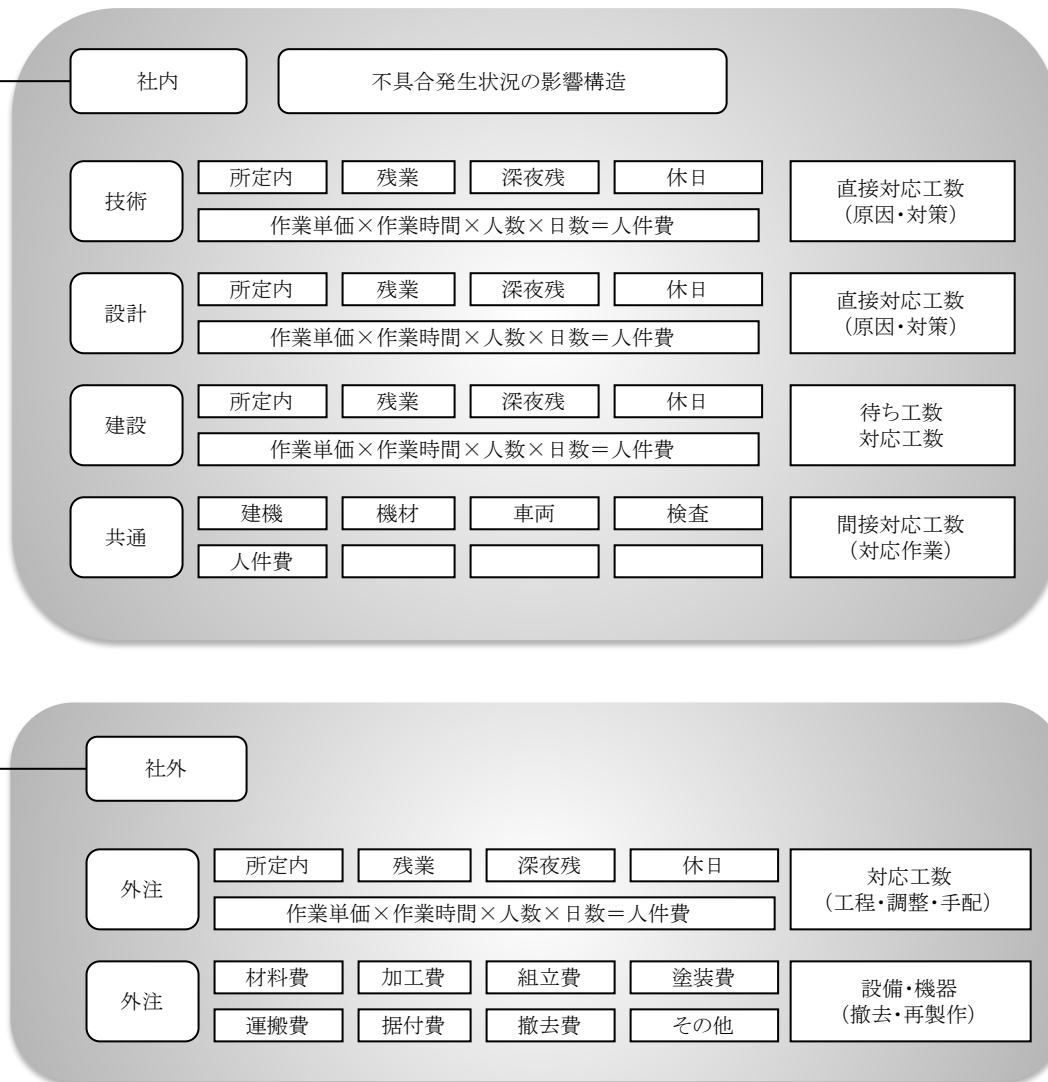 社内
不具合発生状況の影響構造
技術
所定内
残業
深夜残
休日
作業単価×作業時間×人数×日数＝人件費
直接対応工数
（原因・対策）
設計
所定内
残業
深夜残
休日
作業単価×作業時間×人数×日数＝人件費
直接対応工数
（原因・対策）
建設
所定内
残業
深夜残
休日
作業単価×作業時間×人数×日数＝人件費
待ち工数
対応工数
共通
建機
機材
車両
検査
人件費
間接対応工数
（対応作業）
社外
外注
所定内
残業
深夜残
休日
作業単価×作業時間×人数×日数＝人件費
対応工数
（工程・調整・手配）
外注
材料費
加工費
組立費
塗装費
運搬費
据付費
撤去費
その他
設備・機器
（撤去・再製作）